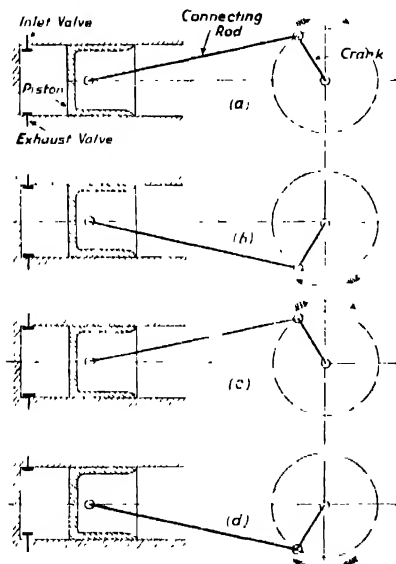 Inlet Valve
Connecting
Rod
Crank
Piston
(a)
Exhaust Valve
(b)
(c)
(d)